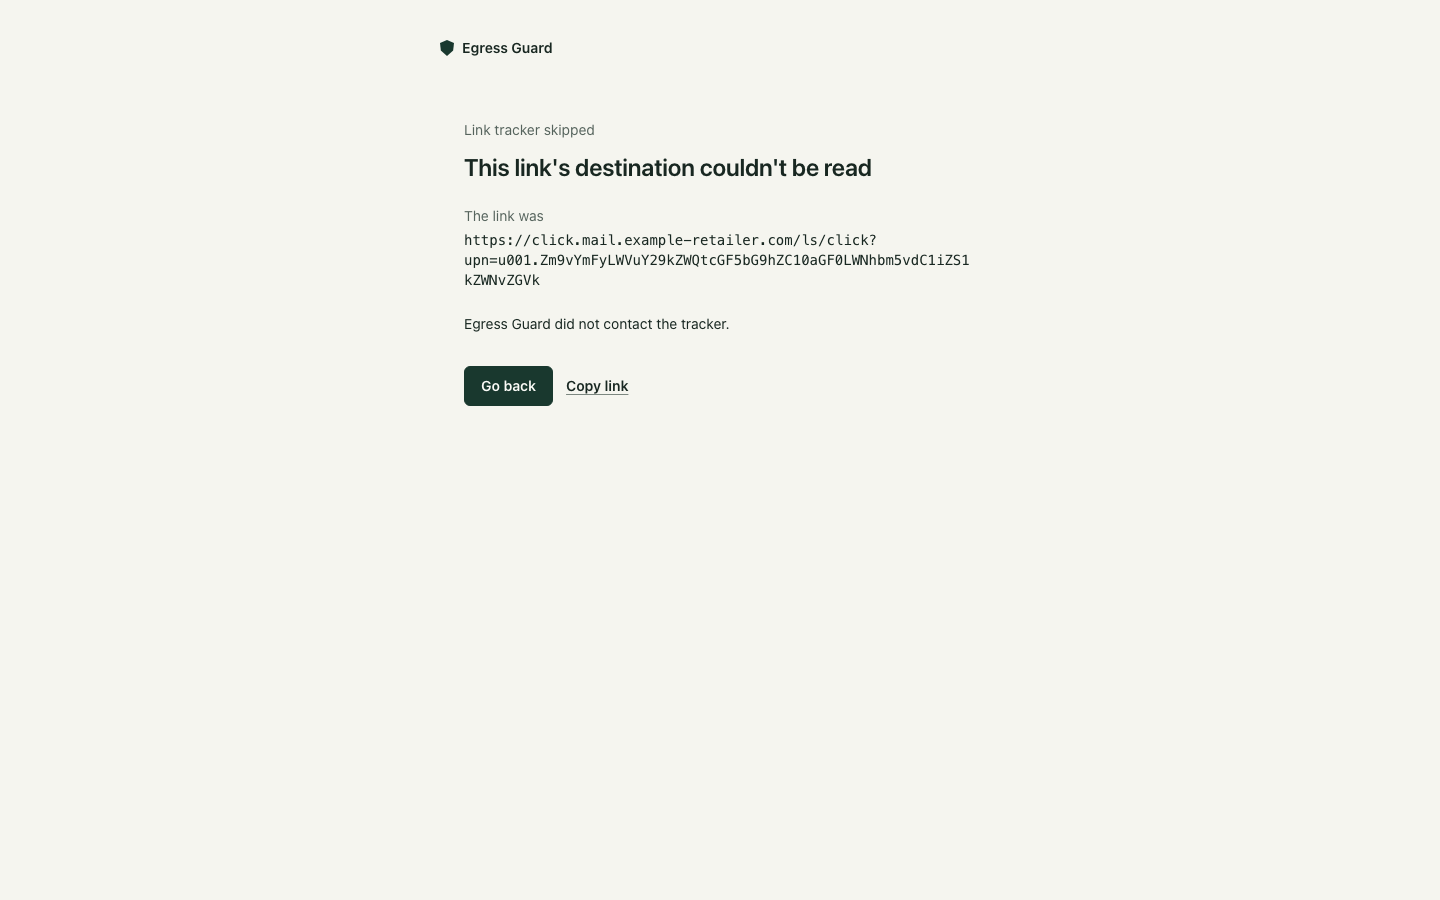 Egress Guard
Link tracker skipped
This link's destination couldn't be read
The link was
https://click.mail.example-retailer.com/ls/click?
upn=u001.Zm9vYmFyLWVuY29kZWQtcGF5bG9hZC10aGF0LWNhbm5vdC1iZS1
kZWNvZGVk
Egress Guard did not contact the tracker.
Go back
Copy link